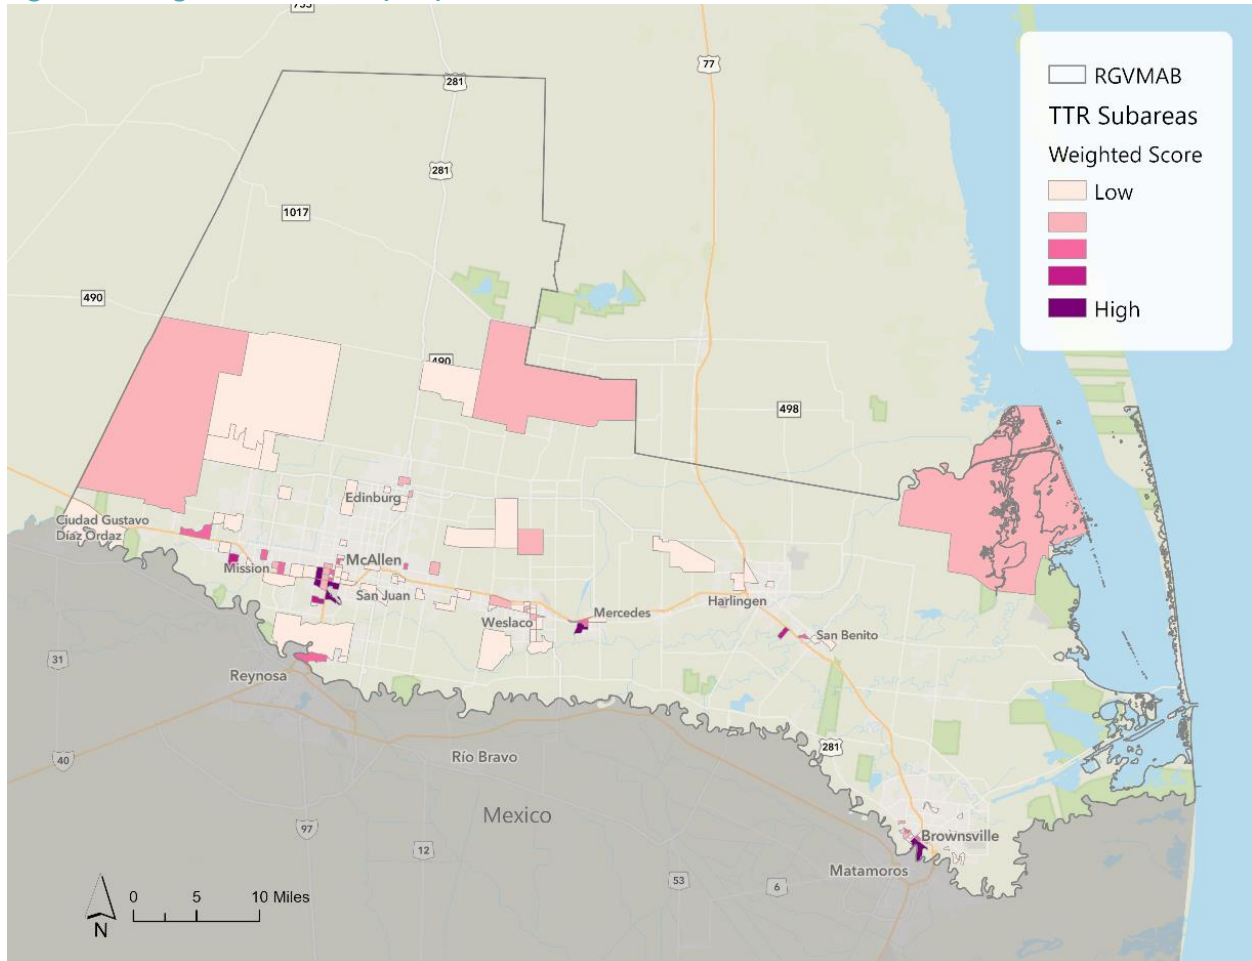 755
77
281
RGVMAB
TTR Subareas
Weighted Score
Low
High
281
1017
490
490
498
Edinburg
Ciudad Gustavo
Díaz Ordaz
McAllen
Mission
San Juan
Harlingen
Mercedes
Weslaco
San Benito
31
Reynosa
281
Río Bravo
40
Mexico
97
12
Brownsville
Matamoros
53
6
0 5 10 Miles
N